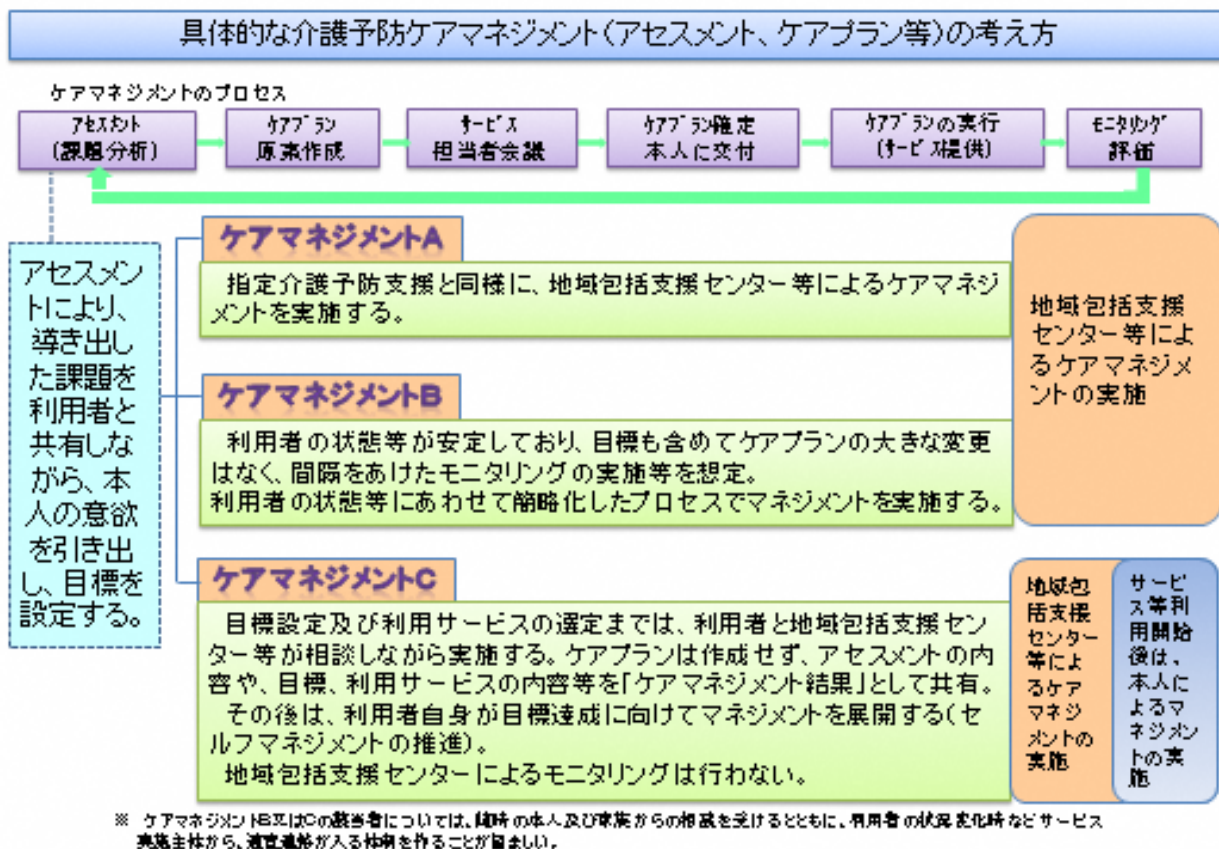 具体的な介護予防ケアマネジメント(アセスメント、ケアプラン等)の考え方
ケアマネジメントのプロセス
アセスメント
(課題分析)
ケアプラン
原案作成
サービス
担当者会議
ケアプラン確定
本人に交付
ケアプランの実行
(サービス提供)
モニタリング
評価
アセスメン
トにより、
導き出し
た課題を
利用者と
共有しな
がら、本
人の意欲
を引き出
し、目標を
設定する。
ケアマネジメントA
指定介護予防支援と同様に、地域包括支援センター等によるケアマネジ
メントを実施する。
ケアマネジメントB
利用者の状態等が安定しており、目標も含めてケアプランの大きな変更
はなく、間隔をあけたモニタリングの実施等を想定。
利用者の状態等にあわせて簡略化したプロセスでマネジメントを実施する。
地域包括支援
センター等によ
るケアマネジメ
ントの実施
ケアマネジメントC
目標設定及び利用サービスの選定までは、利用者と地域包括支援セン
ター等が相談しながら実施する。ケアプランは作成せず、アセスメントの内
容や、目標、利用サービスの内容等を「ケアマネジメント結果」として共有。
その後は、利用者自身が目標達成に向けてマネジメントを展開する(セ
ルフマネジメントの推進)。
地域包括支援センターによるモニタリングは行わない。
地域包
括支援
センター
等によ
るケア
マネジ
メントの
実施
サービ
ス等利
用開始
後は、
本人に
よるマ
ネジメン
トの実
施
※ ケアマネジメントB又はCの該当者については、随時の本人及び家族からの相談を受けるとともに、利用者の状況変化時などサービス
実施主体から、適宜連絡が入る体制を作ることが望ましい。